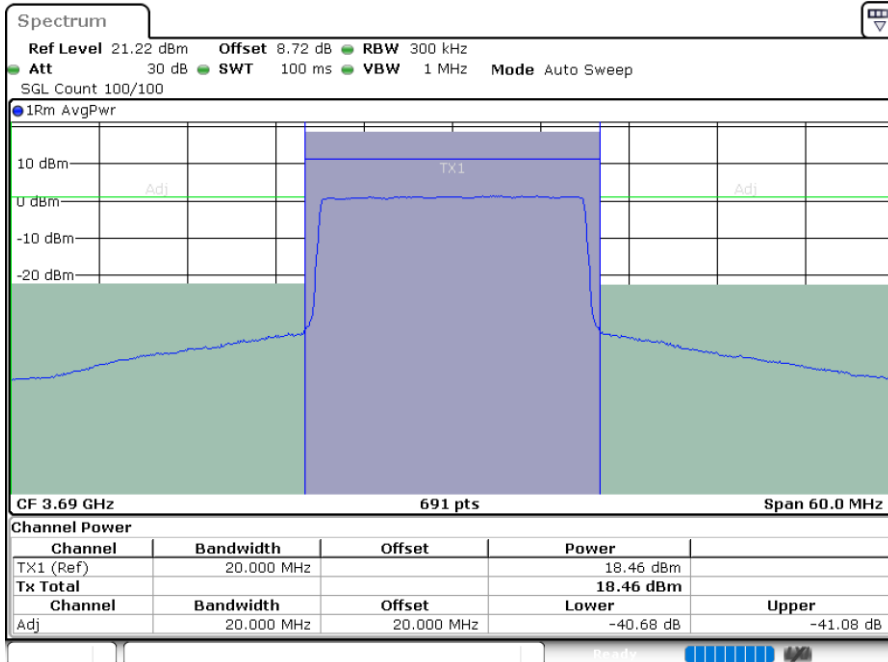 Spectrum
Ref Level 21.22 dBm Offset 8.72 dB RBW 300 kHz
Att 30 dB SWT 100 ms VBW 1 MHz Mode Auto Sweep
SGL Count 100/100
1Rm AvgPwr
10 dBm
TX1
Adj Adj
0 dBm
-10 dBm
-20 dBm
CF 3.69 GHz 691 pts Span 60.0 MHz
Channel Power
Channel Bandwidth Offset Power
TX1 (Ref) 20.000 MHz 18.46 dBm
Tx Total 18.46 dBm
Channel Bandwidth Offset Lower Upper
Adj 20.000 MHz 20.000 MHz -40.68 dB -41.08 dB
Ready